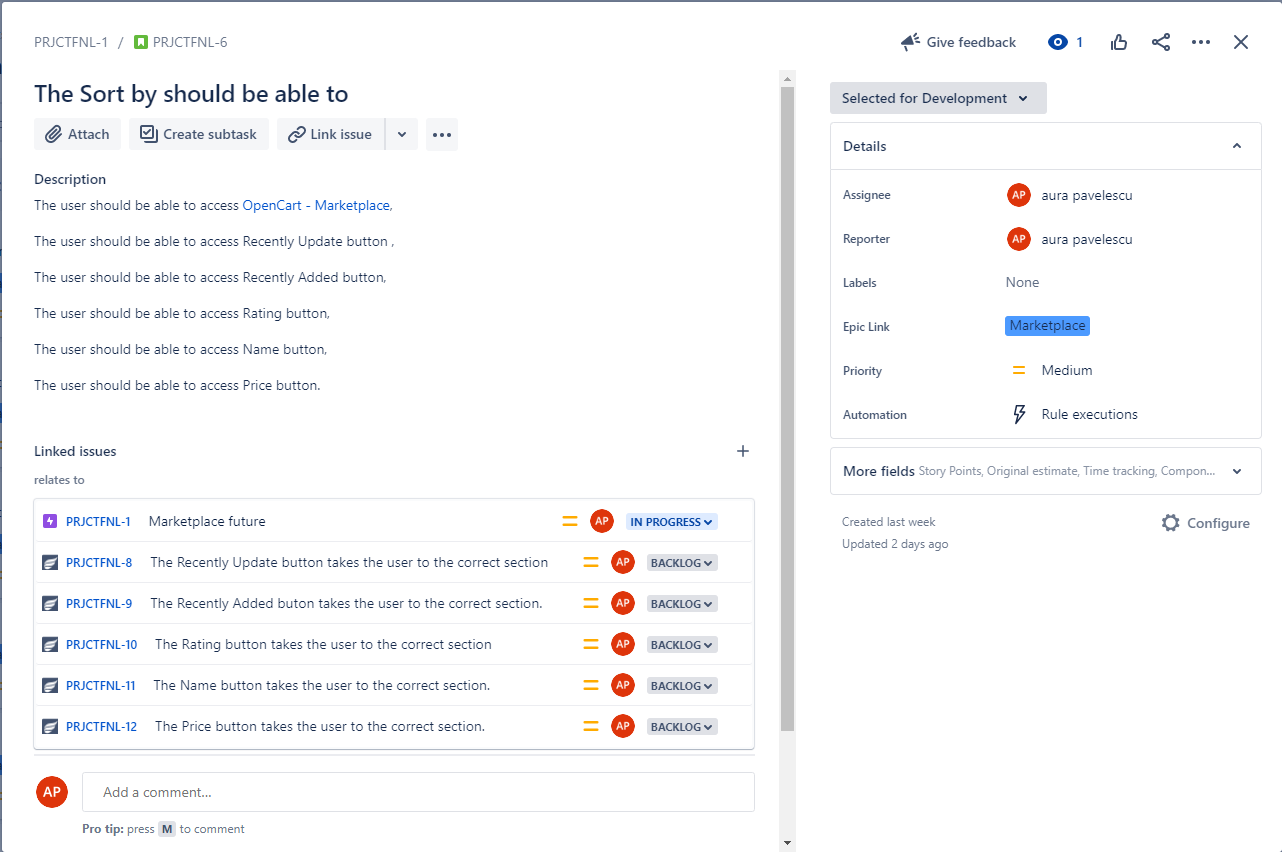 PRJCTFNL-1 / PRJCTFNL-6
Give feedback
1
The Sort by should be able to
Attach
Create subtask
Link issue
Description
The user should be able to access OpenCart - Marketplace,
The user should be able to access Recently Update button ,
The user should be able to access Recently Added button,
The user should be able to access Rating button,
The user should be able to access Name button,
The user should be able to access Price button.
Linked issues
relates to
PRJCTFNL-1 Marketplace future AP IN PROGRESS
PRJCTFNL-8 The Recently Update button takes the user to the correct section AP BACKLOG
PRJCTFNL-9 The Recently Added buton takes the user to the correct section. AP BACKLOG
PRJCTFNL-10 The Rating button takes the user to the correct section AP BACKLOG
PRJCTFNL-11 The Name button takes the user to the correct section. AP BACKLOG
PRJCTFNL-12 The Price button takes the user to the correct section. AP BACKLOG
AP Add a comment...
Pro tip: press M to comment
Selected for Development
Details
Assignee AP aura pavelescu
Reporter AP aura pavelescu
Labels None
Epic Link Marketplace
Priority Medium
Automation Rule executions
More fields Story Points, Original estimate, Time tracking, Compon...
Created last week
Configure
Updated 2 days ago